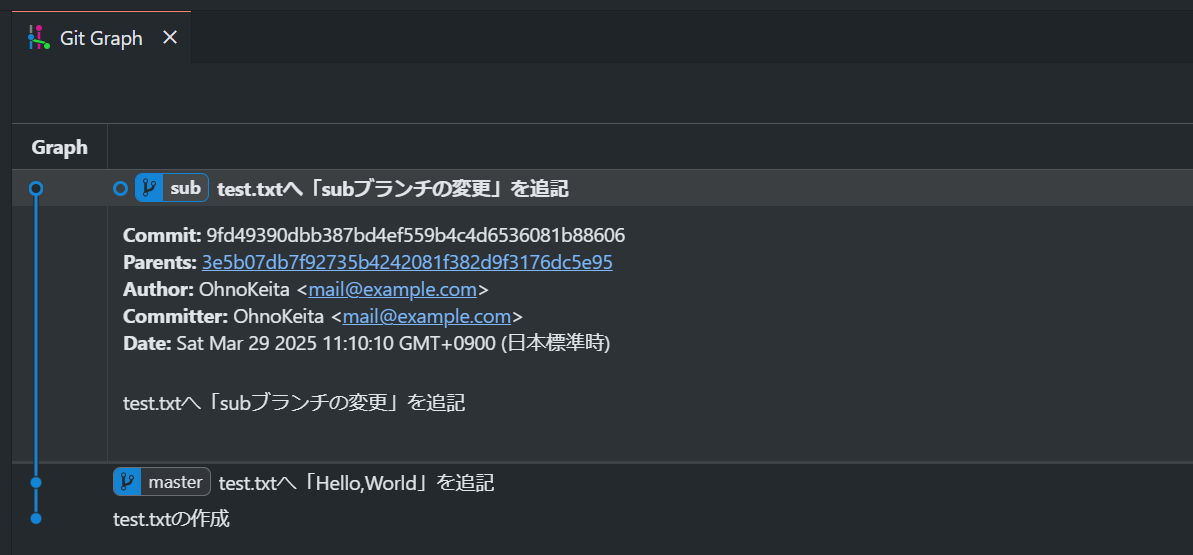 Git Graph
Graph
sub test.txtへ「subブランチの変更」を追記
Commit: 9fd49390dbb387bd4ef559b4c4d6536081b88606
Parents: 3e5b07db7f92735b4242081f382d9f3176dc5e95
Author: OhnoKeita <mail@example.com>
Committer: OhnoKeita <mail@example.com>
Date: Sat Mar 29 2025 11:10:10 GMT+0900 (日本標準時)
test.txtへ「subブランチの変更」を追記
master test.txtへ「Hello,World」を追記
test.txtの作成